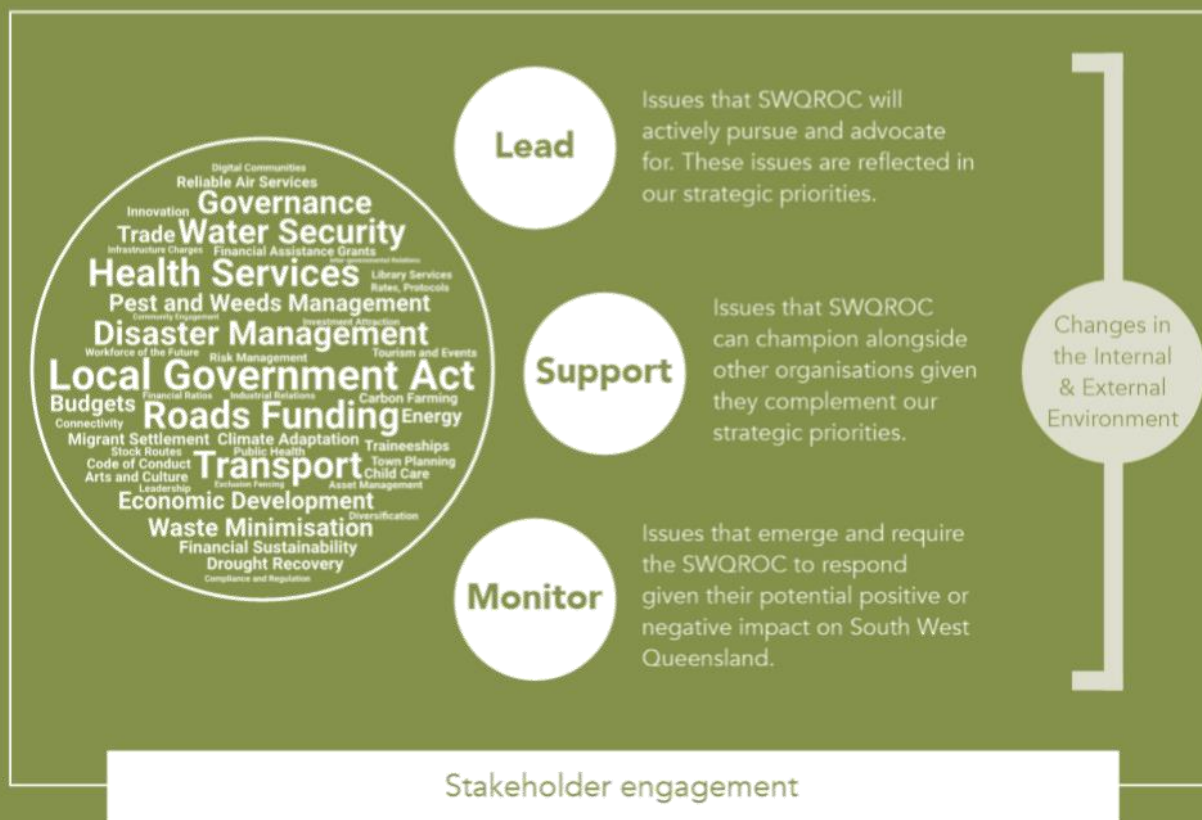 Digital Communities
Reliable Air Services
Innovation Governance
Trade Water Security
Infrastructure Charges Financial Assistance Grants
Inter-governmental Relations
Health Services Library Services
Rates, Protocols
Pest and Weeds Management
Community Engagement Investment Attraction
Disaster Management
Workforce of the Future Risk Management Tourism and Events
Local Government Act
Budgets Financial Ratios Industrial Relations Carbon Farming
Connectivity Roads Funding Energy
Migrant Settlement Climate Adaptation Traineeships
Stock Routes Public Health
Code of Conduct Transport Town Planning
Arts and Culture Child Care
Leadership Exclusion Fencing Asset Management
Economic Development
Diversification
Waste Minimisation
Financial Sustainability
Drought Recovery
Compliance and Regulation
Lead
Issues that SWQROC will
actively pursue and advocate
for. These issues are reflected in
our strategic priorities.
Support
Issues that SWQROC
can champion alongside
other organisations given
they complement our
strategic priorities.
Monitor
Issues that emerge and require
the SWQROC to respond
given their potential positive or
negative impact on South West
Queensland.
Changes in
the Internal
& External
Environment
Stakeholder engagement